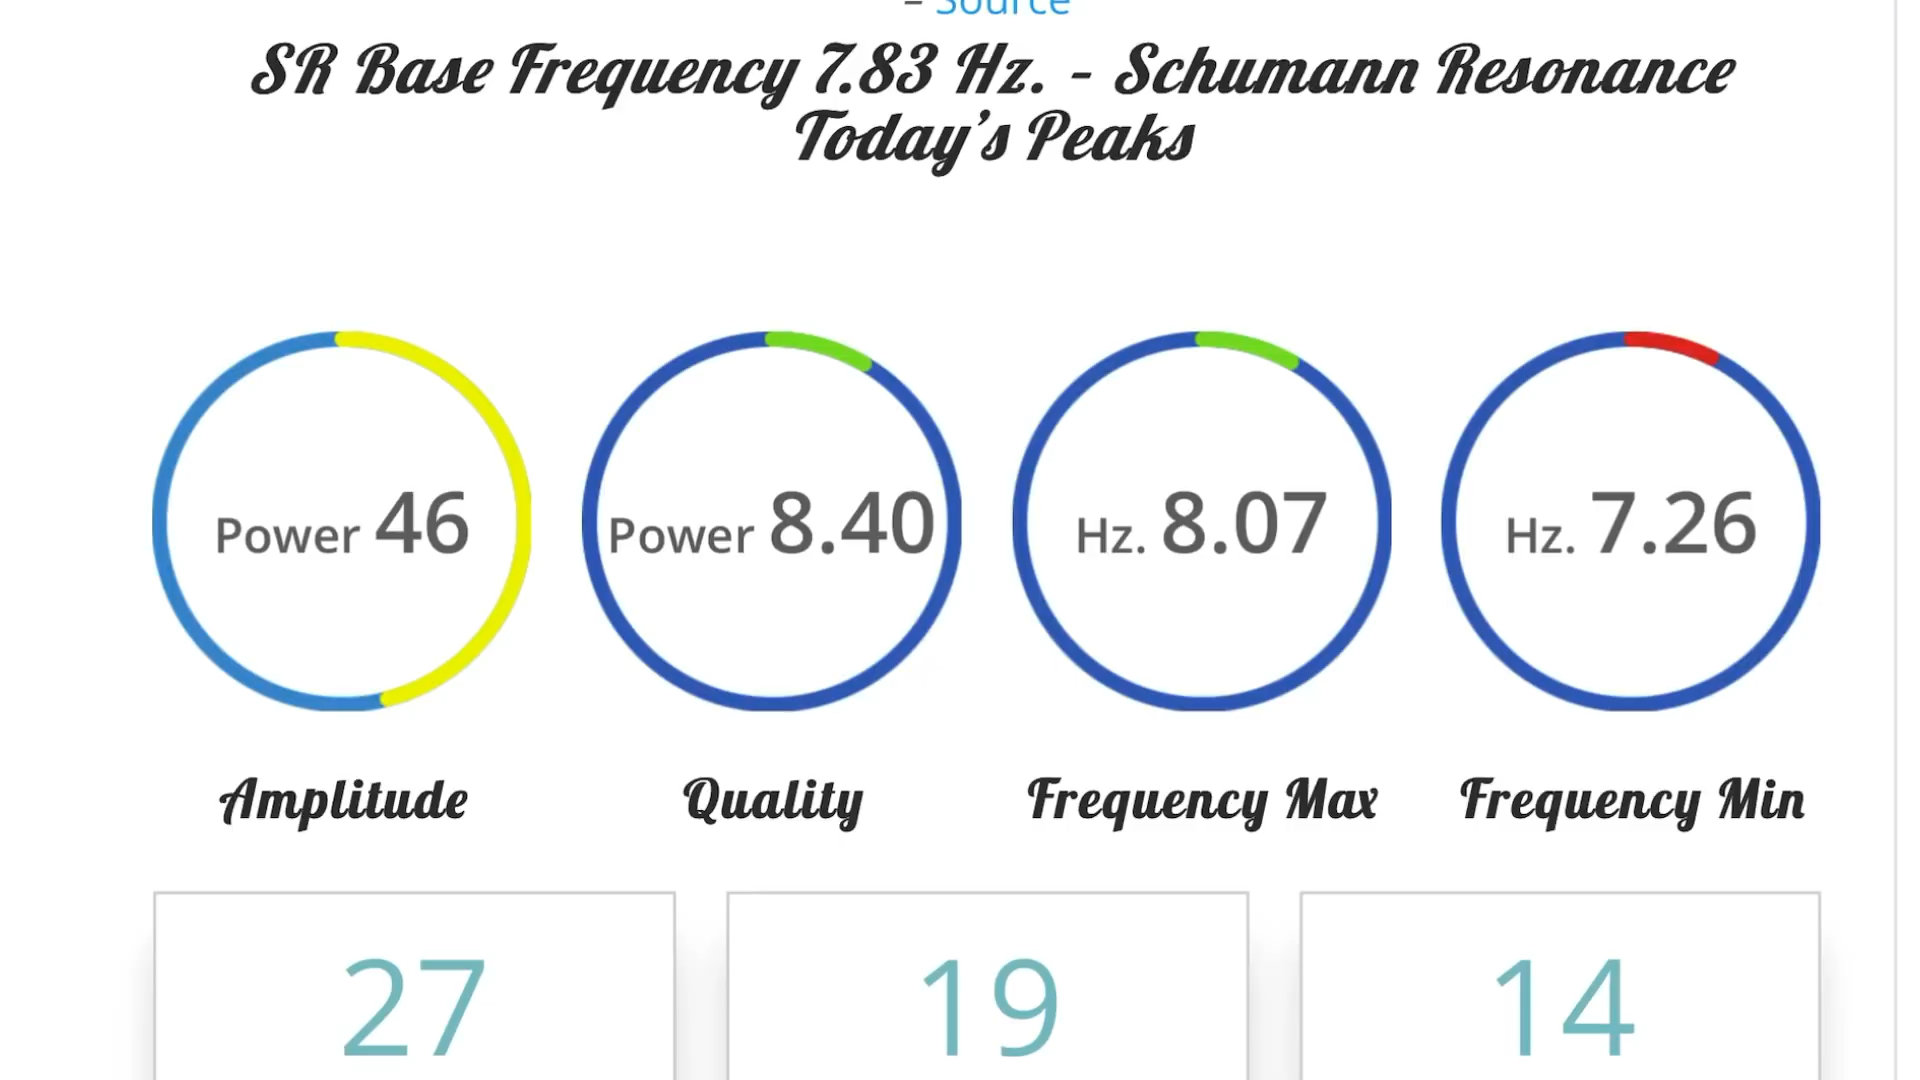 – Source
SR Base Frequency 7.83 Hz. – Schumann Resonance
Today’s Peaks
Power 46
Power 8.40
Hz. 8.07
Hz. 7.26
Amplitude
Quality
Frequency Max
Frequency Min
27
19
14